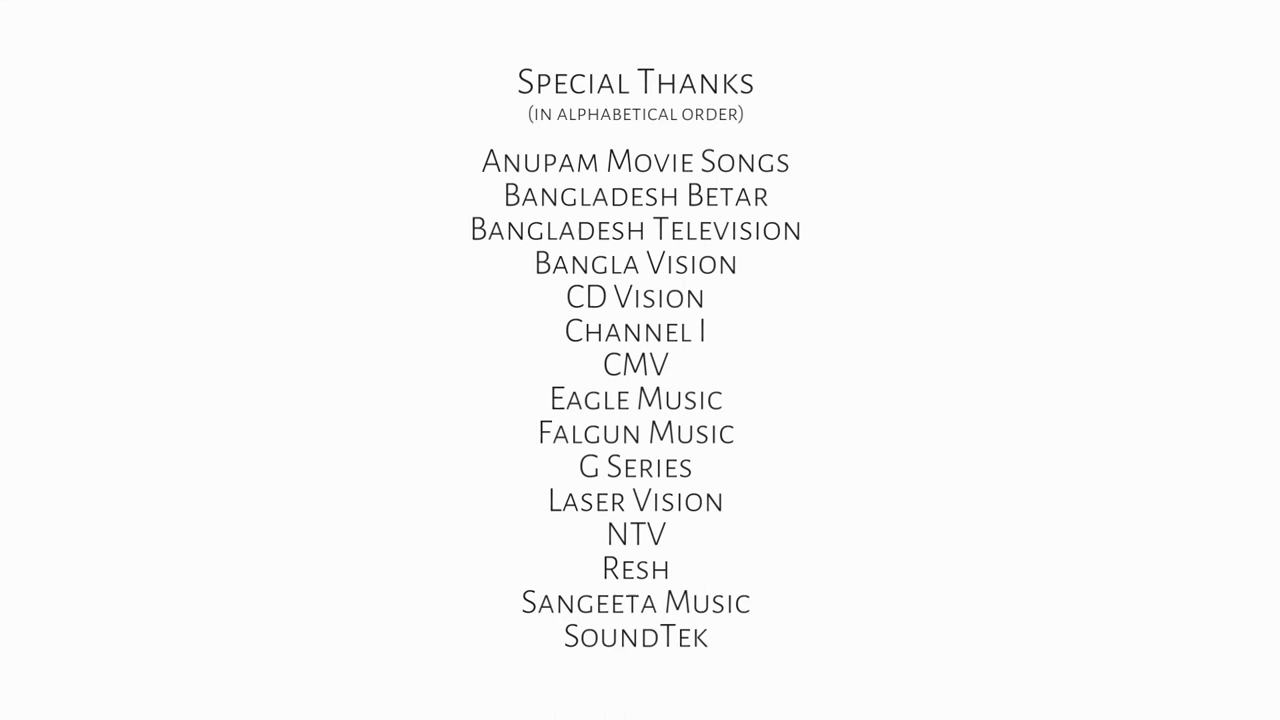 Special Thanks
(in alphabetical order)
Anupam Movie Songs
Bangladesh Betar
Bangladesh Television
Bangla Vision
CD Vision
Channel I
CMV
Eagle Music
Falgun Music
G Series
Laser Vision
NTV
Resh
Sangeeta Music
SoundTek